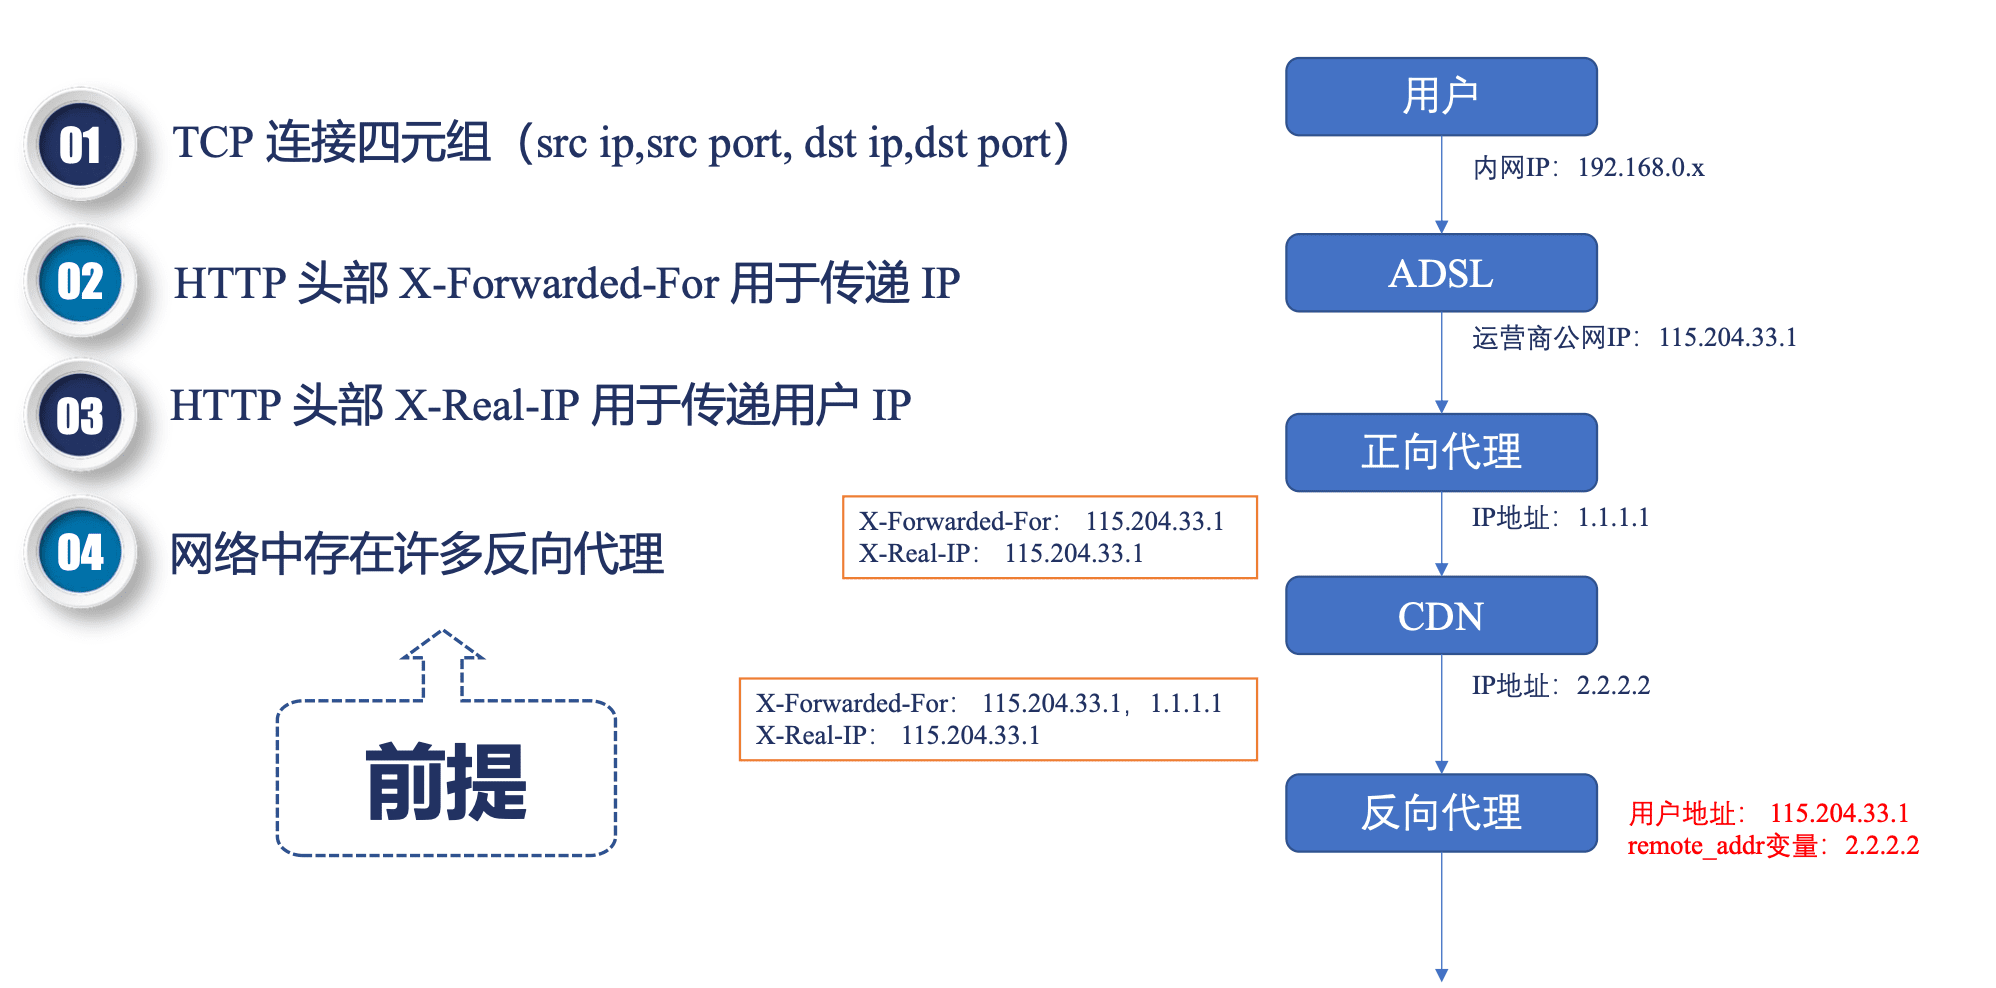 01
TCP 连接四元组（src ip,src port, dst ip,dst port）
02
HTTP 头部 X-Forwarded-For 用于传递 IP
03
HTTP 头部 X-Real-IP 用于传递用户 IP
04
网络中存在许多反向代理
前提
用户
内网IP：192.168.0.x
ADSL
运营商公网IP：115.204.33.1
正向代理
IP地址：1.1.1.1
X-Forwarded-For： 115.204.33.1
X-Real-IP： 115.204.33.1
CDN
IP地址：2.2.2.2
X-Forwarded-For： 115.204.33.1，1.1.1.1
X-Real-IP： 115.204.33.1
反向代理
用户地址： 115.204.33.1
remote_addr变量：2.2.2.2